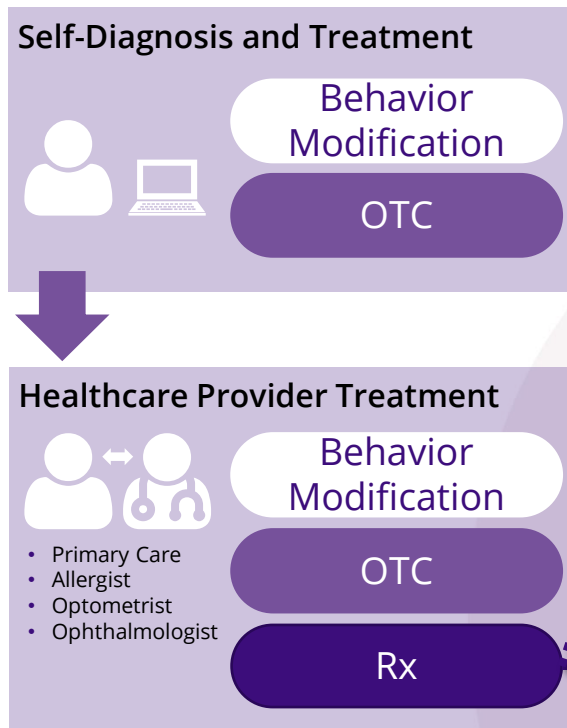 Self-Diagnosis and Treatment
Behavior
Modification
OTC
Healthcare Provider Treatment
Behavior
Modification
OTC
Rx
• Primary Care
• Allergist
• Optometrist
• Ophthalmologist